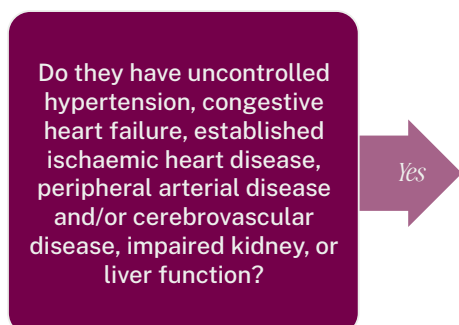 Do they have uncontrolled
hypertension, congestive
heart failure, established
ischaemic heart disease,
peripheral arterial disease
and/or cerebrovascular
disease, impaired kidney, or
liver function?
Yes